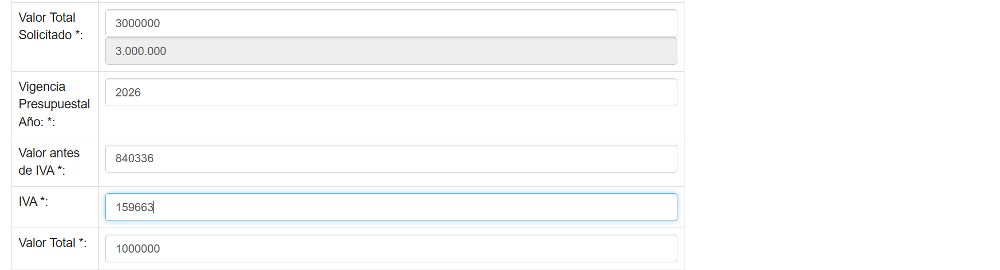 Valor Total
Solicitado *:
3000000
3.000.000
Vigencia
Presupuestal
Año: *:
2026
Valor antes
de IVA *:
840336
IVA *:
159663
Valor Total *:
1000000